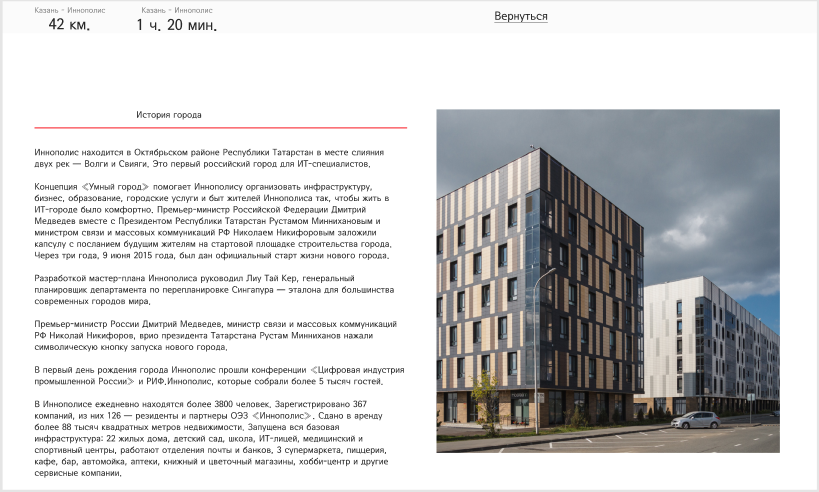 Казань - Иннополис
42 км.
Казань - Иннополис
1 ч. 20 мин.
Вернуться
История города
Иннополис находится в Октябрьском районе Республики Татарстан в месте слияния
двух рек — Волги и Свияги. Это первый российский город для ИТ-специалистов.
Концепция 《Умный город》 помогает Иннополису организовать инфраструктуру,
бизнес, образование, городские услуги и быт жителей Иннополиса так, чтобы жить в
ИТ-городе было комфортно. Премьер-министр Российской Федерации Дмитрий
Медведев вместе с Президентом Республики Татарстан Рустамом Миннихановым и
министром связи и массовых коммуникаций РФ Николаем Никифоровым заложили
капсулу с посланием будущим жителям на стартовой площадке строительства города.
Через три года, 9 июня 2015 года, был дан официальный старт жизни нового города.
Разработкой мастер-плана Иннополиса руководил Лиу Тай Кер, генеральный
планировщик департамента по перепланировке Сингапура — эталона для большинства
современных городов мира.
Премьер-министр России Дмитрий Медведев, министр связи и массовых коммуникаций
РФ Николай Никифоров, врио президента Татарстана Рустам Минниханов нажали
символическую кнопку запуска нового города.
В первый день рождения города Иннополис прошли конференции 《Цифровая индустрия
промышленной России》 и РИФ.Иннополис, которые собрали более 5 тысяч гостей.
В Иннополисе ежедневно находятся более 3800 человек. Зарегистрировано 367
компаний, из них 126 — резиденты и партнеры ОЭЗ 《Иннополис》. Сдано в аренду
более 88 тысяч квадратных метров недвижимости. Запущена вся базовая
инфраструктура: 22 жилых дома, детский сад, школа, ИТ-лицей, медицинский и
спортивный центры, работают отделения почты и банков, 3 супермаркета, пиццерия,
кафе, бар, автомойка, аптеки, книжный и цветочный магазины, хобби-центр и другие
сервисные компании.